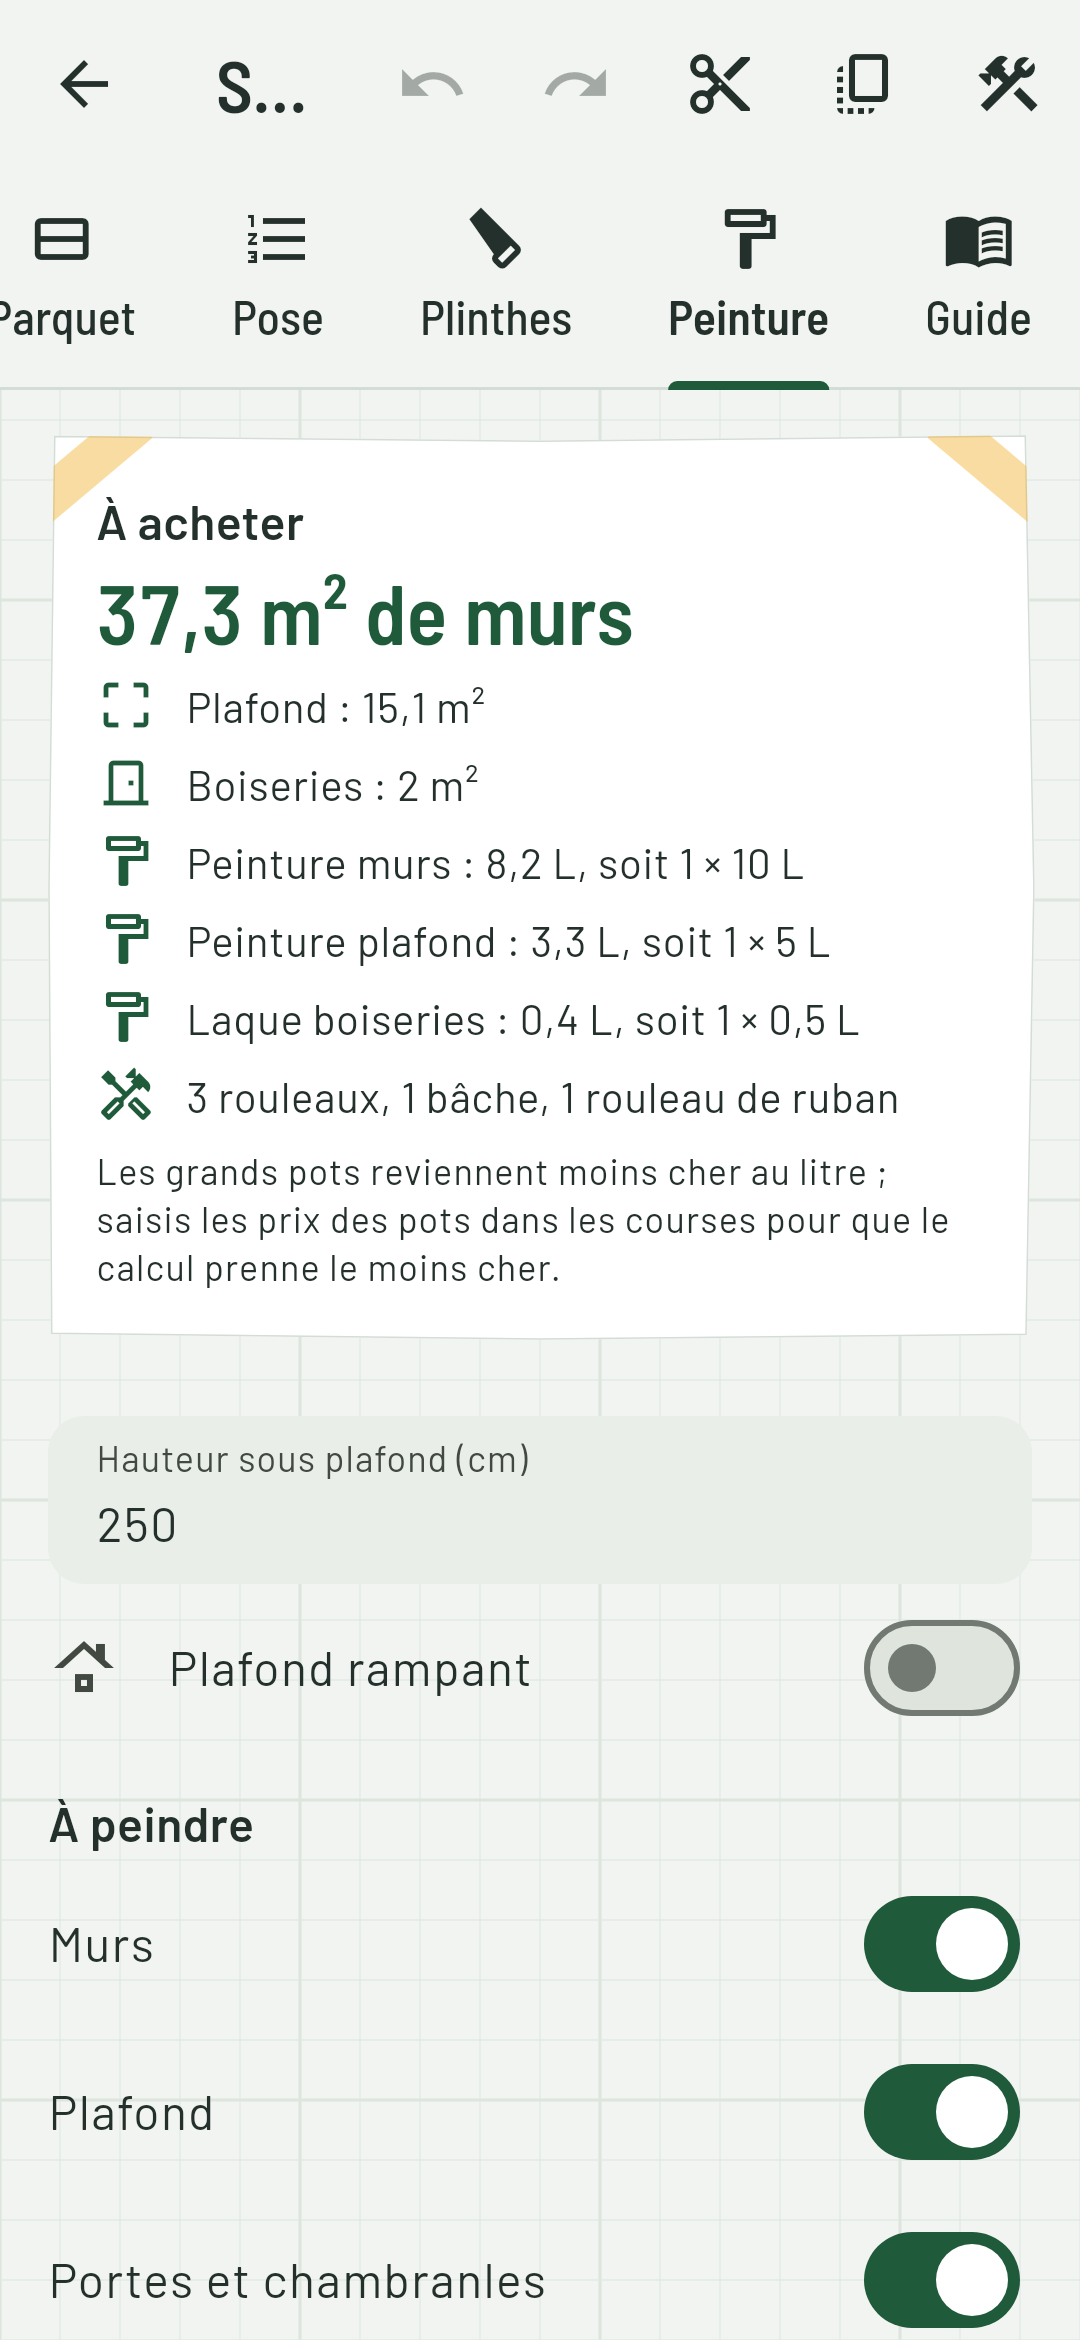 S...
Parquet
Pose
Plinthes
Peinture
Guide
À acheter
37,3 m² de murs
Plafond : 15,1 m²
Boiseries : 2 m²
Peinture murs : 8,2 L, soit 1 × 10 L
Peinture plafond : 3,3 L, soit 1 × 5 L
Laque boiseries : 0,4 L, soit 1 × 0,5 L
3 rouleaux, 1 bâche, 1 rouleau de ruban
Les grands pots reviennent moins cher au litre ;
saisis les prix des pots dans les courses pour que le
calcul prenne le moins cher.
Hauteur sous plafond (cm)
250
Plafond rampant
À peindre
Murs
Plafond
Portes et chambranles